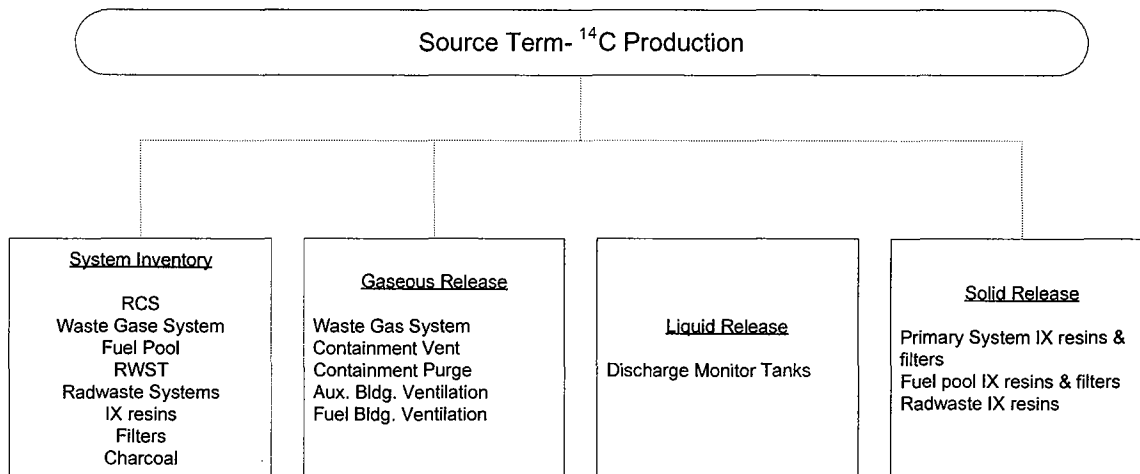 Source Term- ¹⁴C Production
System Inventory
RCS
Waste Gase System
Fuel Pool
RWST
Radwaste Systems
IX resins
Filters
Charcoal
Gaseous Release
Waste Gas System
Containment Vent
Containment Purge
Aux. Bldg. Ventilation
Fuel Bldg. Ventilation
Liquid Release
Discharge Monitor Tanks
Solid Release
Primary System IX resins &
filters
Fuel pool IX resins & filters
Radwaste IX resins